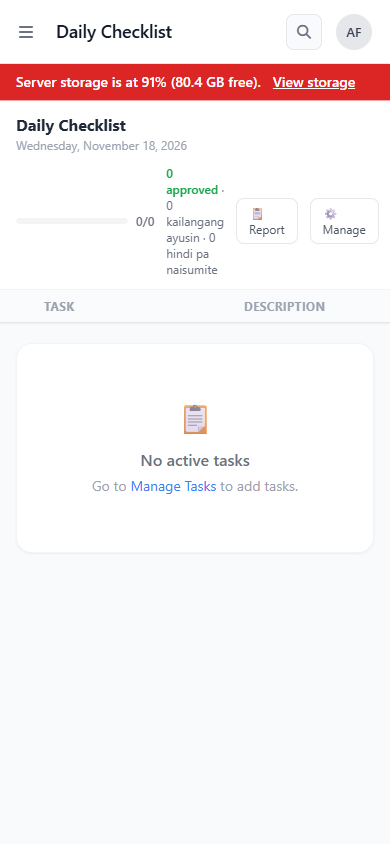 Daily Checklist
AF
Server storage is at 91% (80.4 GB free). View storage
Daily Checklist
Wednesday, November 18, 2026
0/0
0
approved ·
0
kailangang
ayusin · 0
hindi pa
naisumite
Report
Manage
TASK
DESCRIPTION
No active tasks
Go to Manage Tasks to add tasks.